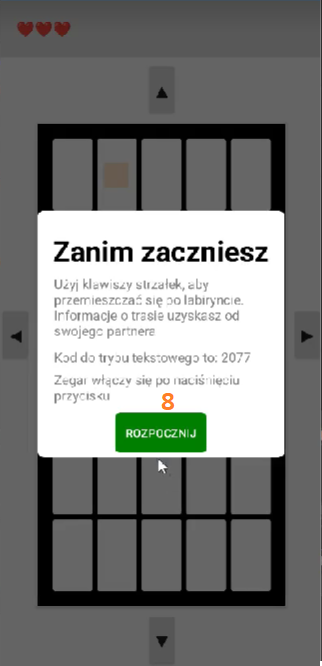 Zanim zaczniesz
Użyj klawiszy strzałek, aby
przemieszczać się po labiryncie.
Informacje o trasie uzyskasz od
swojego partnera
Kod do trybu tekstowego to: 2077
Zegar włączy się po naciśnięciu
przycisku
8
ROZPOCZNIJ